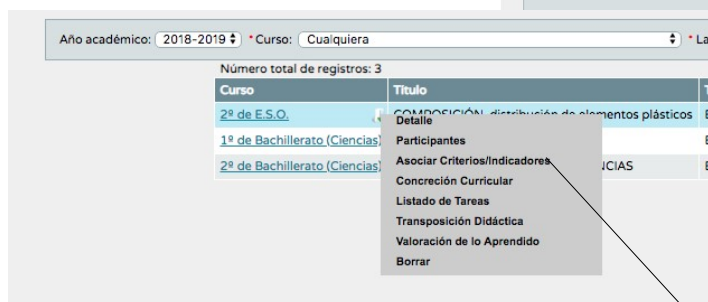 Año académico: 2018-2019 * Curso: Cualquiera * La
Número total de registros: 3
Curso Título T
2º de E.S.O. COMPOSICIÓN, distribución de elementos plásticos E
1º de Bachillerato (Ciencias) E
2º de Bachillerato (Ciencias) NCIAS E
Detalle
Participantes
Asociar Criterios/Indicadores
Concreción Curricular
Listado de Tareas
Transposición Didáctica
Valoración de lo Aprendido
Borrar